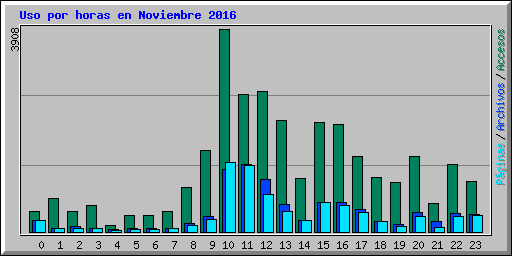 Uso por horas en Noviembre 2016
3908
Páginas / Archivos / Accesos
0 1 2 3 4 5 6 7 8 9 10 11 12 13 14 15 16 17 18 19 20 21 22 23